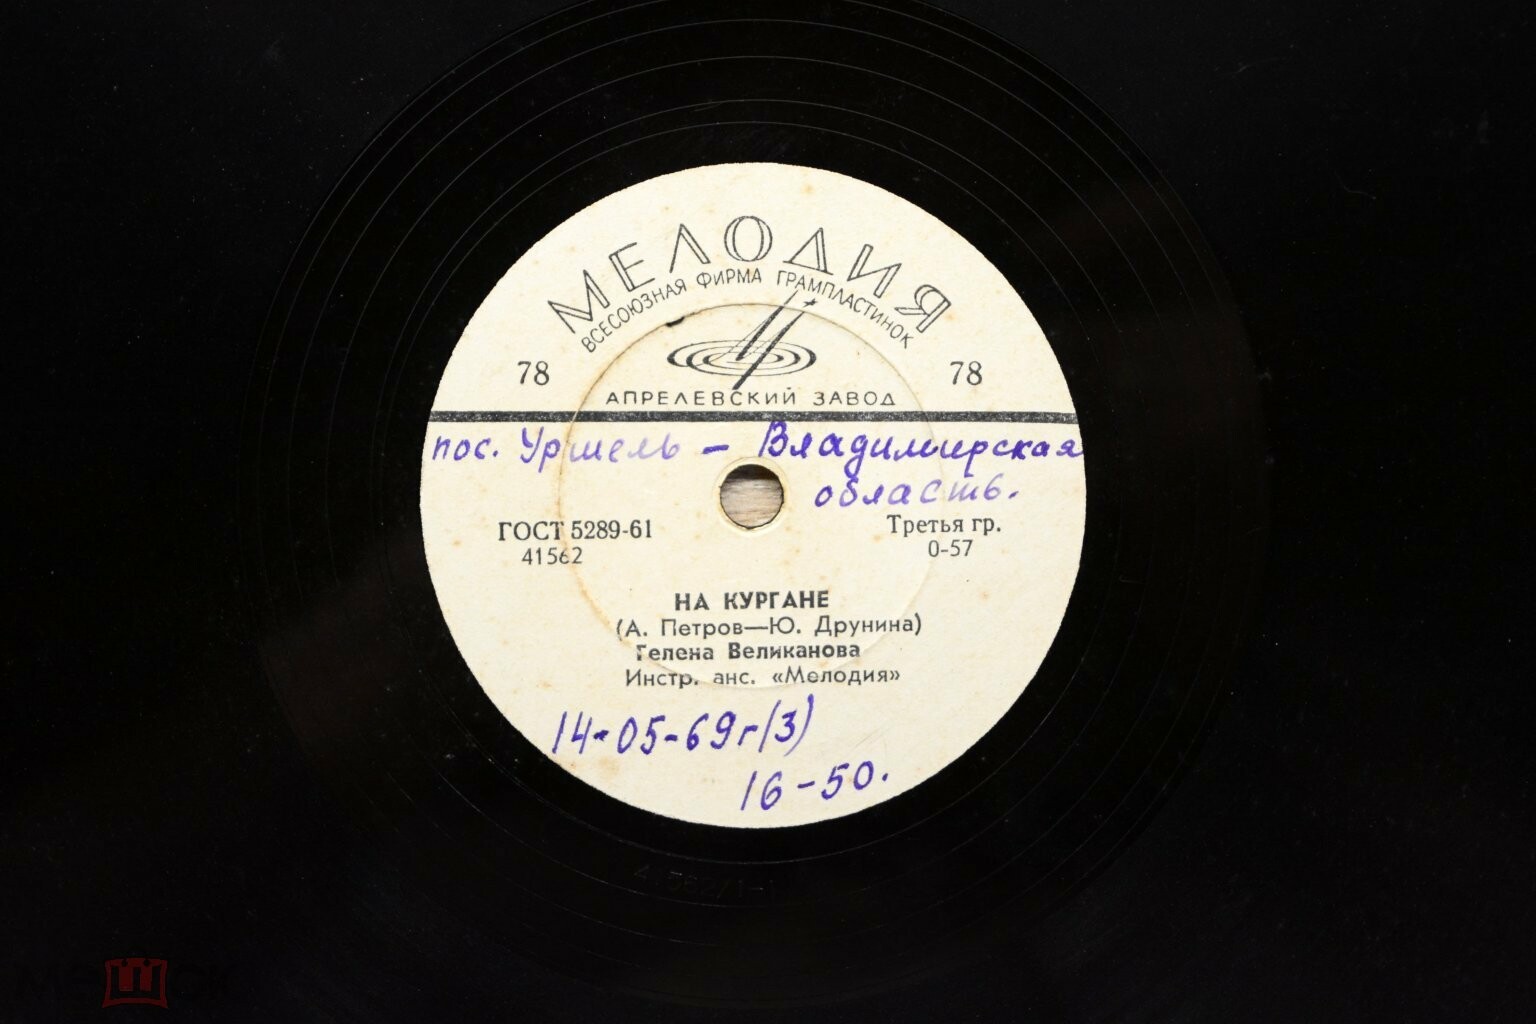 МЕЛОДИЯ
ВСЕСОЮЗНАЯ ФИРМА ГРАМПЛАСТИНОК
78 78
АПРЕЛЕВСКИЙ ЗАВОД
пос. Уршель – Владимирская
область.
ГОСТ 5289-61 Третья гр.
41562 0-57
НА КУРГАНЕ
(А. Петров—Ю. Друнина)
Гелена Великанова
Инстр. анс. «Мелодия»
14-05-69г(3)
16-50.
МЕШОК